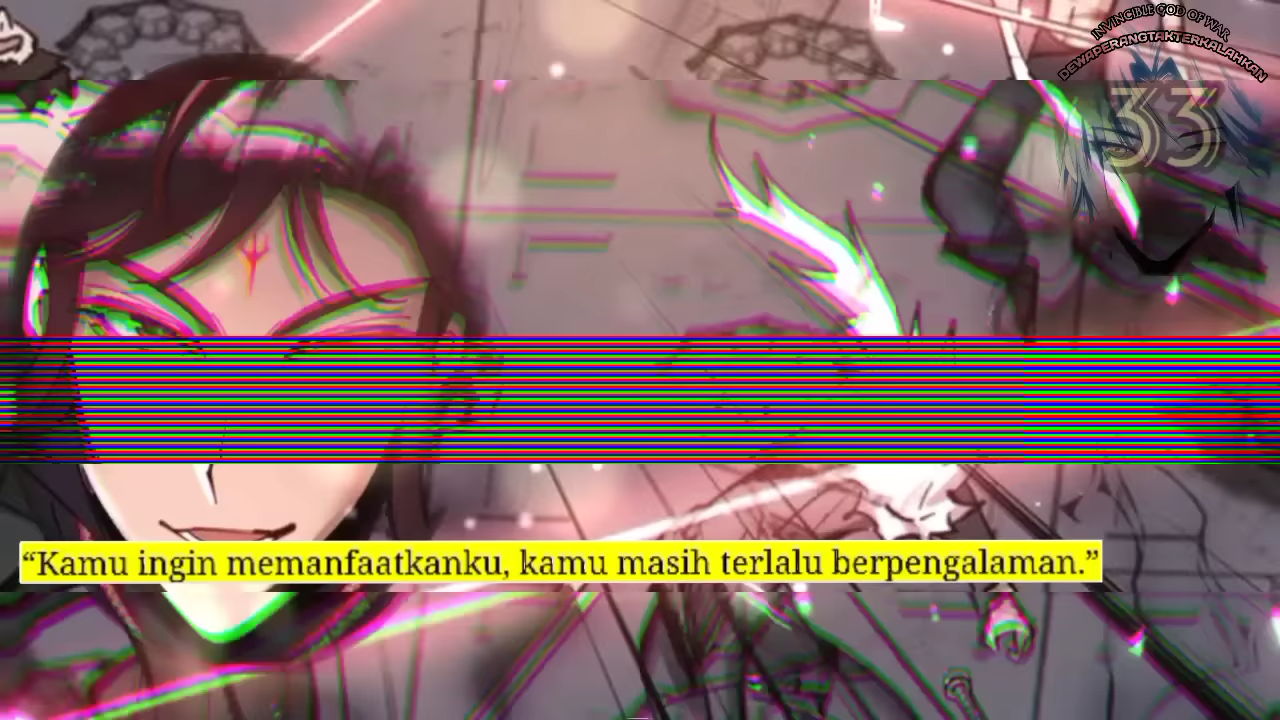 INVINCIBLE GOD OF WAR
DEWAPERANGTAKTERKALAHKAN
33
“Kamu ingin memanfaatkanku, kamu masih terlalu berpengalaman.”